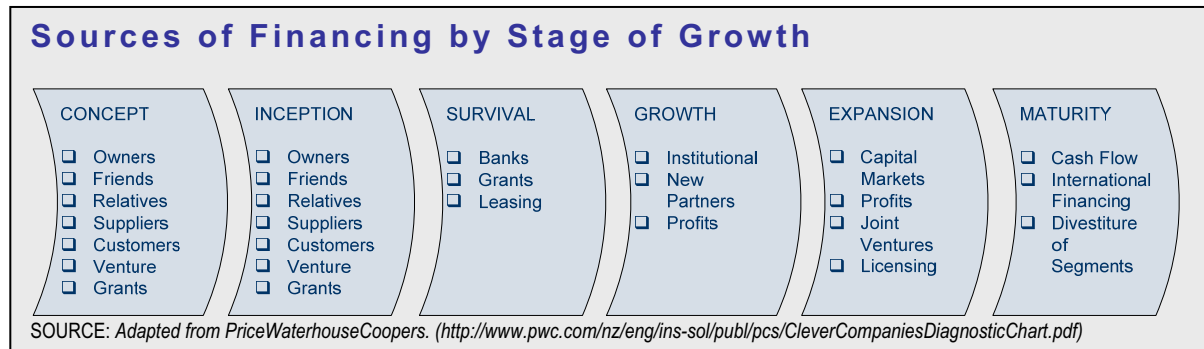 Sources of Financing by Stage of Growth
CONCEPT
❑ Owners
❑ Friends
❑ Relatives
❑ Suppliers
❑ Customers
❑ Venture
❑ Grants
INCEPTION
❑ Owners
❑ Friends
❑ Relatives
❑ Suppliers
❑ Customers
❑ Venture
❑ Grants
SURVIVAL
❑ Banks
❑ Grants
❑ Leasing
GROWTH
❑ Institutional
❑ New
Partners
❑ Profits
EXPANSION
❑ Capital
Markets
❑ Profits
❑ Joint
Ventures
❑ Licensing
MATURITY
❑ Cash Flow
❑ International
Financing
❑ Divestiture
of
Segments
SOURCE: Adapted from PriceWaterhouseCoopers. (http://www.pwc.com/nz/eng/ins-sol/publ/pcs/CleverCompaniesDiagnosticChart.pdf)